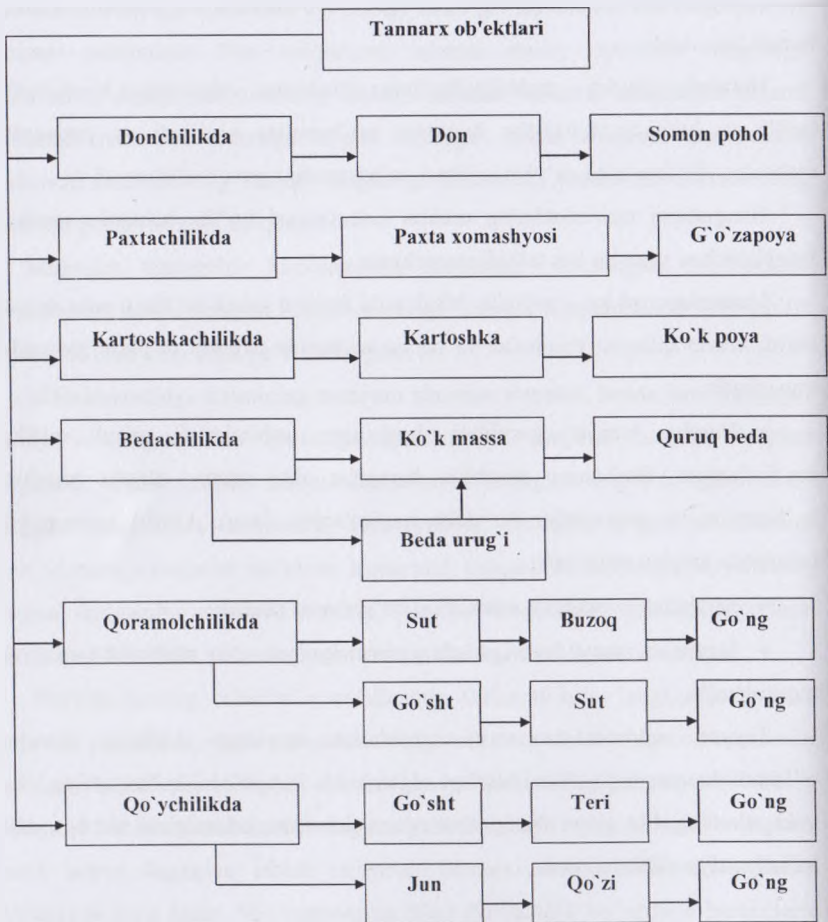 Tannarx ob'ektlari
Donchilikda Don Somon pohol
Paxtachilikda Paxta xomashyosi G`o`zapoya
Kartoshkachilikda Kartoshka Ko`k poya
Bedachilikda Ko`k massa Quruq beda
Beda urug`i
Qoramolchilikda Sut Buzoq Go`ng
Go`sht Sut Go`ng
Qo`ychilikda Go`sht Teri Go`ng
Jun Qo`zi Go`ng